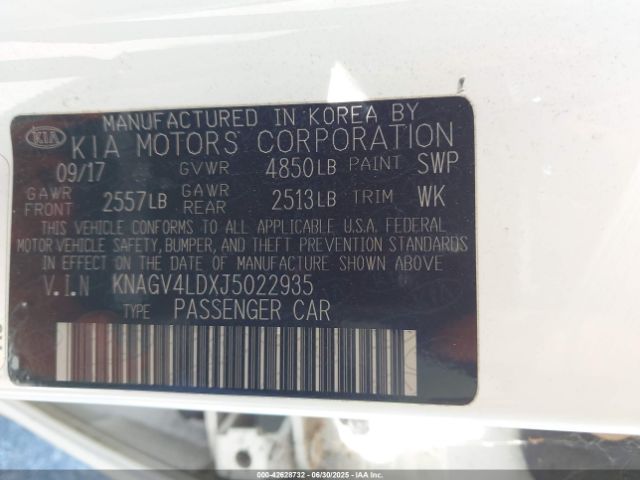 MANUFACTURED IN KOREA BY
KIA KIA MOTORS CORPORATION
09/17 GVWR 4850LB PAINT SWP
GAWR FRONT 2557LB GAWR REAR 2513LB TRIM WK
THIS VEHICLE CONFORMS TO ALL APPLICABLE U.S.A. FEDERAL
MOTOR VEHICLE SAFETY, BUMPER, AND THEFT PREVENTION STANDARDS
IN EFFECT ON THE DATE OF MANUFACTURE SHOWN ABOVE
V.I.N KNAGV4LDXJ5022935
TYPE PASSENGER CAR
000-42628732 - 06/30/2025 - IAAI.COM